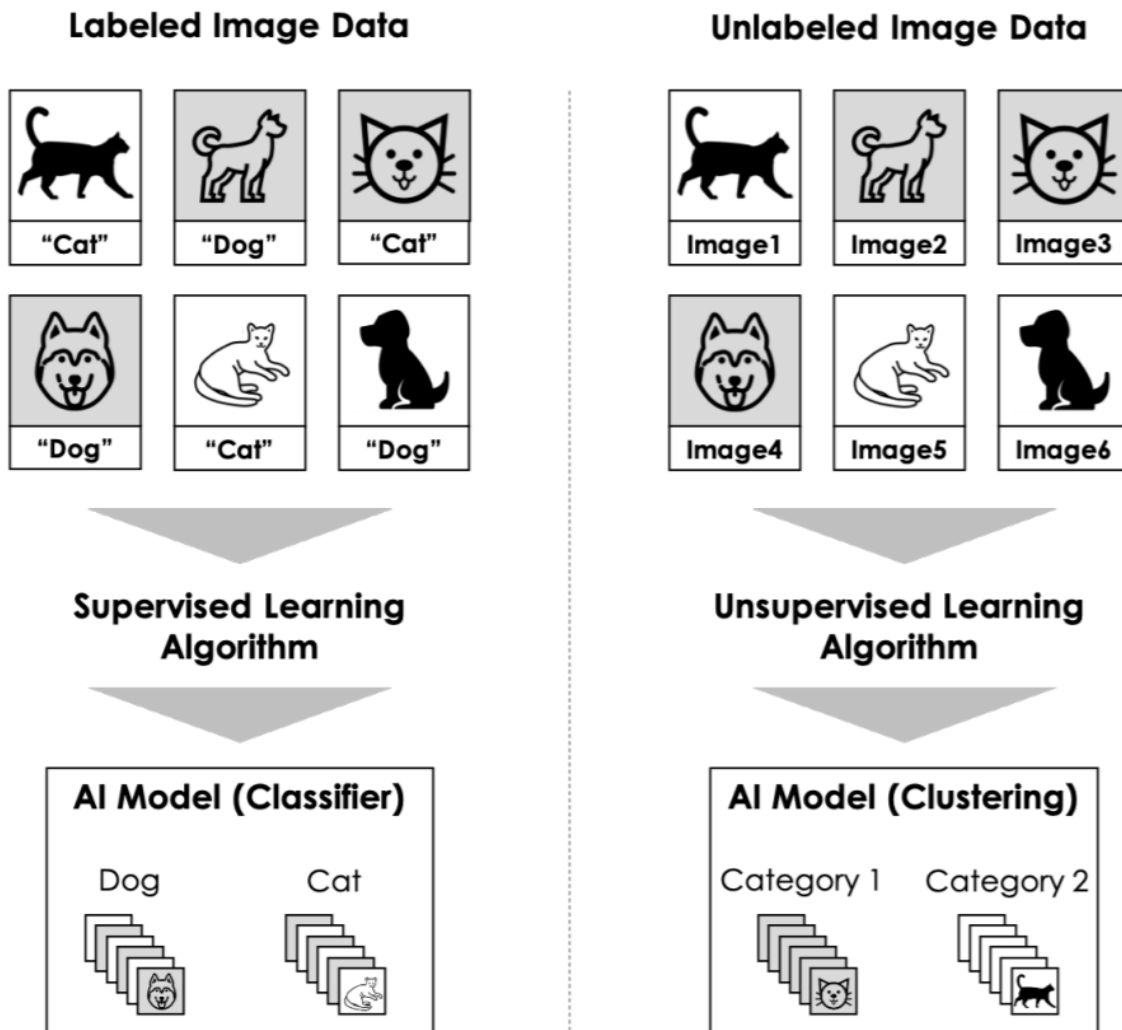 Labeled Image Data
“Cat”
“Dog”
“Cat”
“Dog”
“Cat”
“Dog”
Supervised Learning
Algorithm
AI Model (Classifier)
Dog
Cat
Unlabeled Image Data
Image1
Image2
Image3
Image4
Image5
Image6
Unsupervised Learning
Algorithm
AI Model (Clustering)
Category 1
Category 2